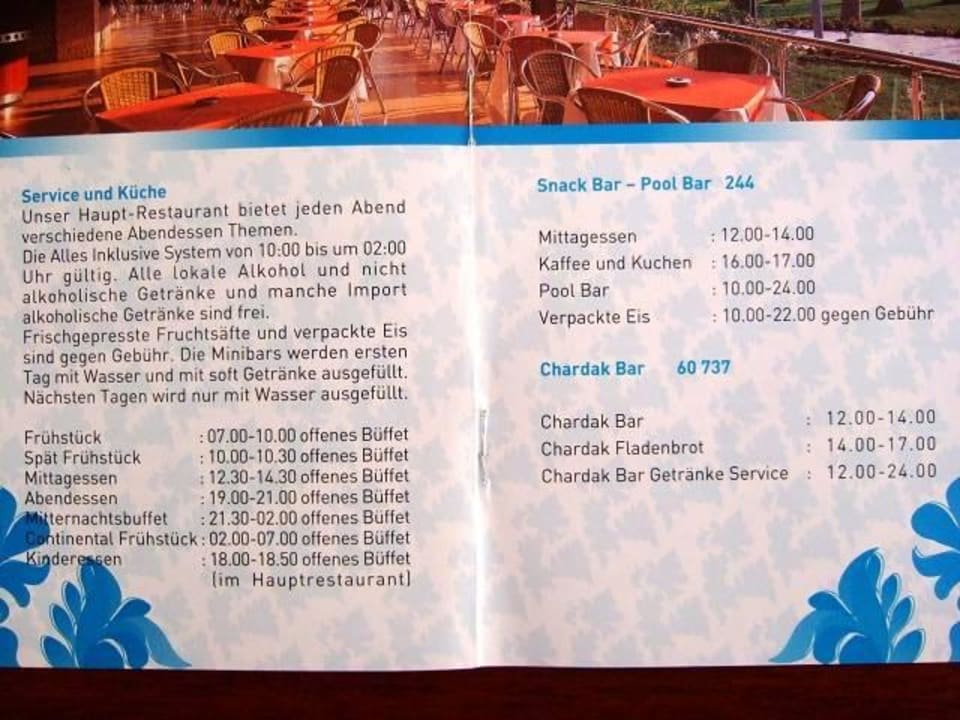 Service und Küche
Unser Haupt-Restaurant bietet jeden Abend
verschiedene Abendessen Themen.
Die Alles Inklusive System von 10:00 bis um 02:00
Uhr gültig. Alle lokale Alkohol und nicht
alkoholische Getränke und manche Import
alkoholische Getränke sind frei.
Frischgepresste Fruchtsäfte und verpackte Eis
sind gegen Gebühr. Die Minibars werden ersten
Tag mit Wasser und mit soft Getränke ausgefüllt.
Nächsten Tagen wird nur mit Wasser ausgefüllt.
Frühstück : 07.00-10.00 offenes Büffet
Spät Frühstück : 10.00-10.30 offenes Büffet
Mittagessen : 12.30-14.30 offenes Büffet
Abendessen : 19.00-21.00 offenes Büffet
Mitternachtsbuffet : 21.30-02.00 offenes Büffet
Continental Frühstück : 02.00-07.00 offenes Büffet
Kinderessen : 18.00-18.50 offenes Büffet
(im Hauptrestaurant)
Snack Bar – Pool Bar 244
Mittagessen : 12.00-14.00
Kaffee und Kuchen : 16.00-17.00
Pool Bar : 10.00-24.00
Verpackte Eis : 10.00-22.00 gegen Gebühr
Chardak Bar 60 737
Chardak Bar : 12.00-14.00
Chardak Fladenbrot : 14.00-17.00
Chardak Bar Getränke Service : 12.00-24.00